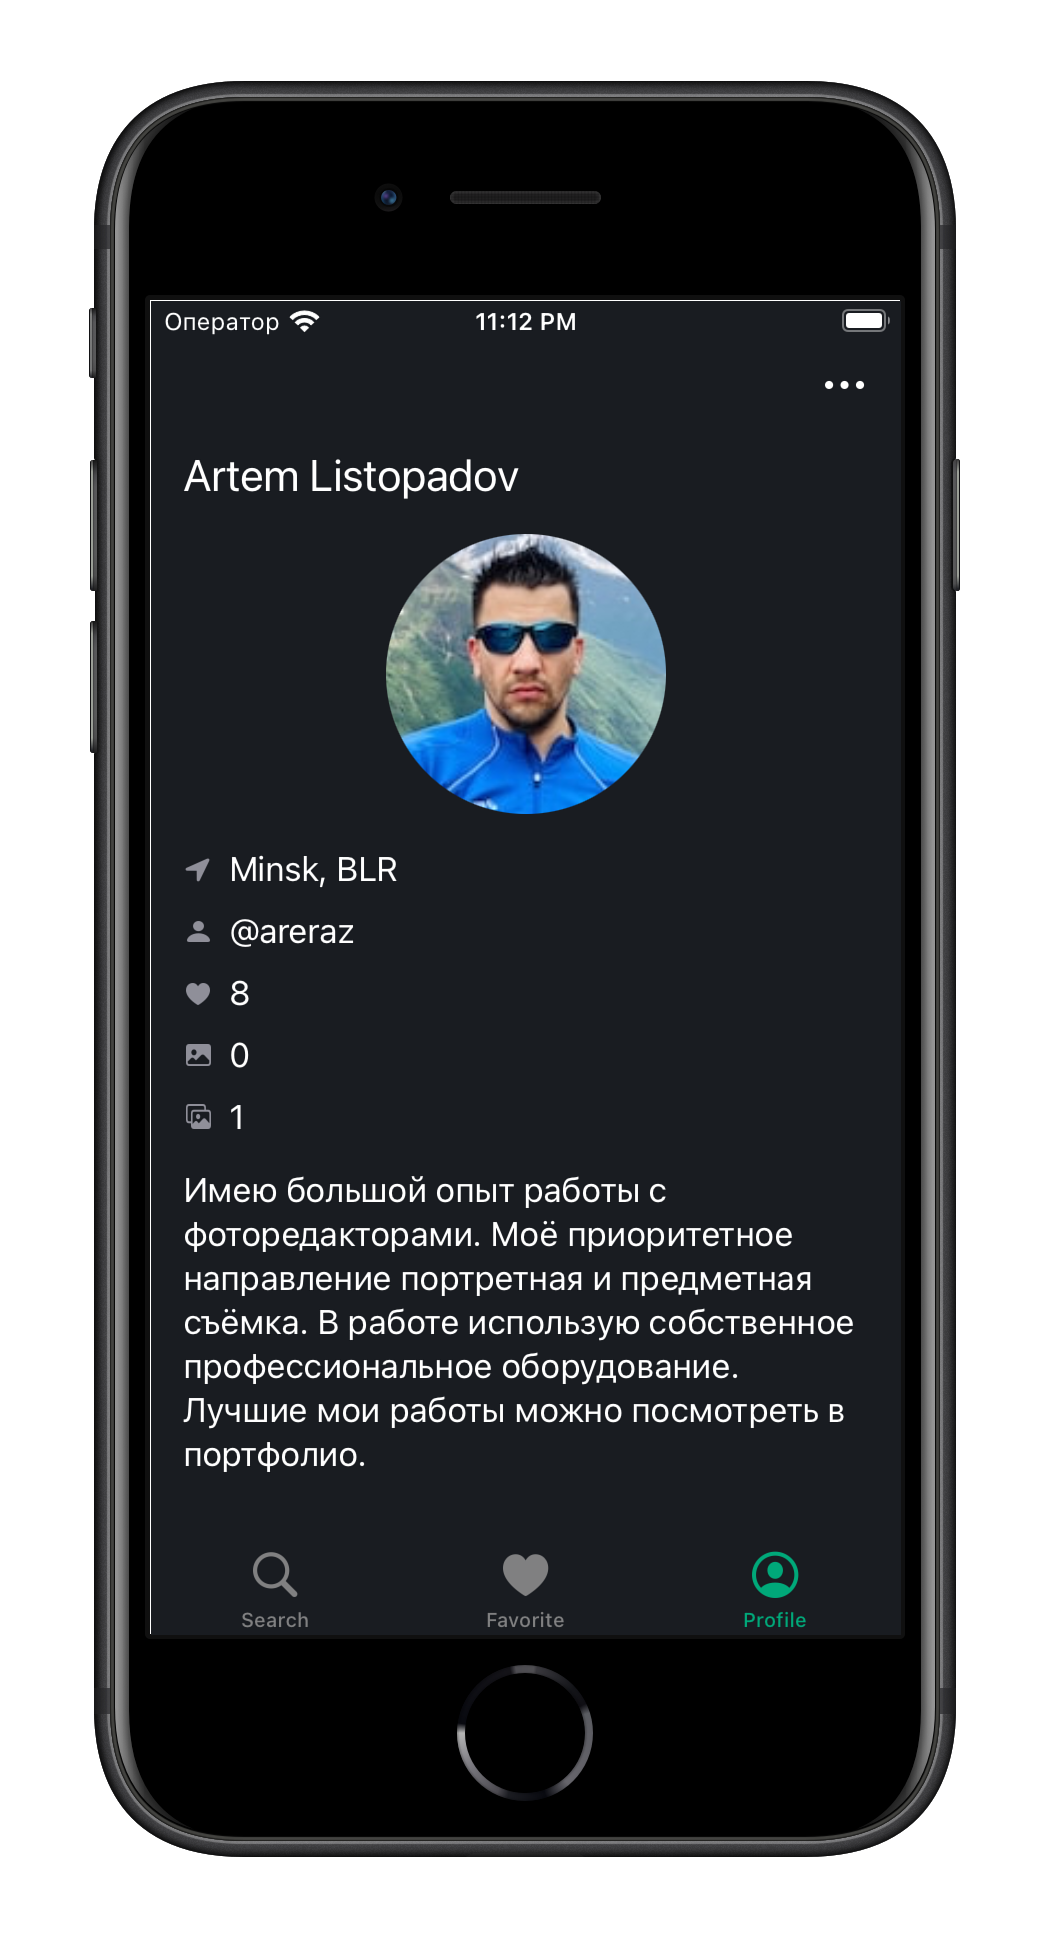 Оператор 11:12 PM
Artem Listopadov
Minsk, BLR
@areraz
8
0
1
Имею большой опыт работы с
фоторедакторами. Моё приоритетное
направление портретная и предметная
съёмка. В работе использую собственное
профессиональное оборудование.
Лучшие мои работы можно посмотреть в
портфолио.
Search Favorite Profile